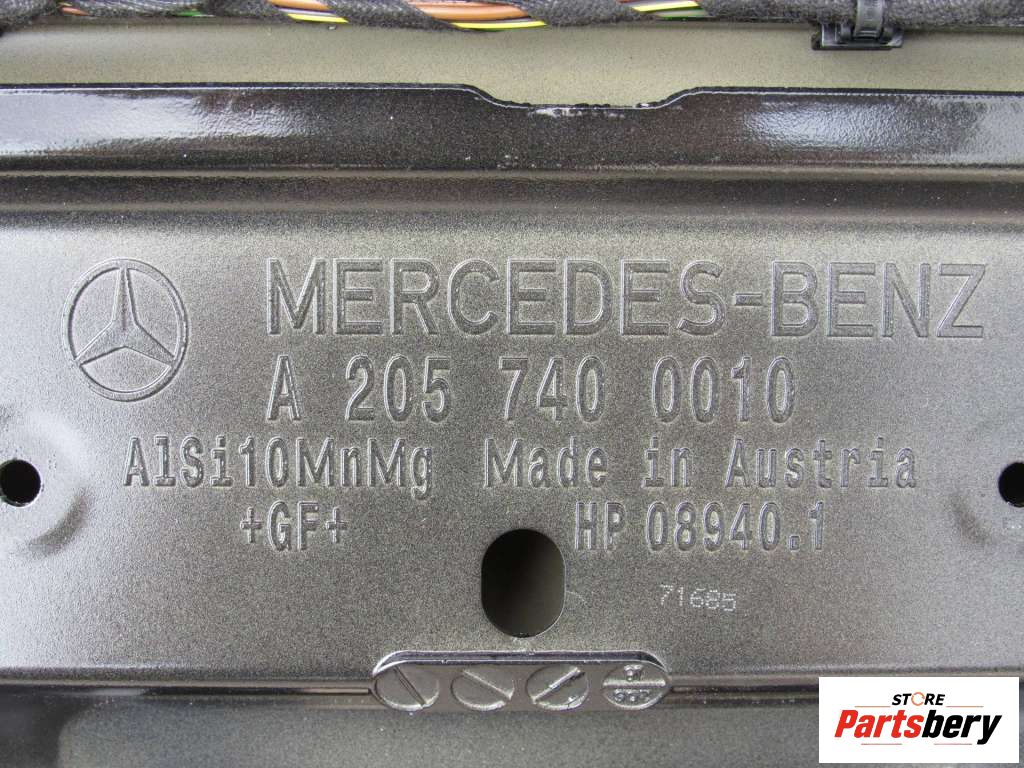 MERCEDES-BENZ
A 205 740 0010
AlSi10MnMg Made in Austria
+GF+ HP 08940.1
71685
STORE
Partsbery